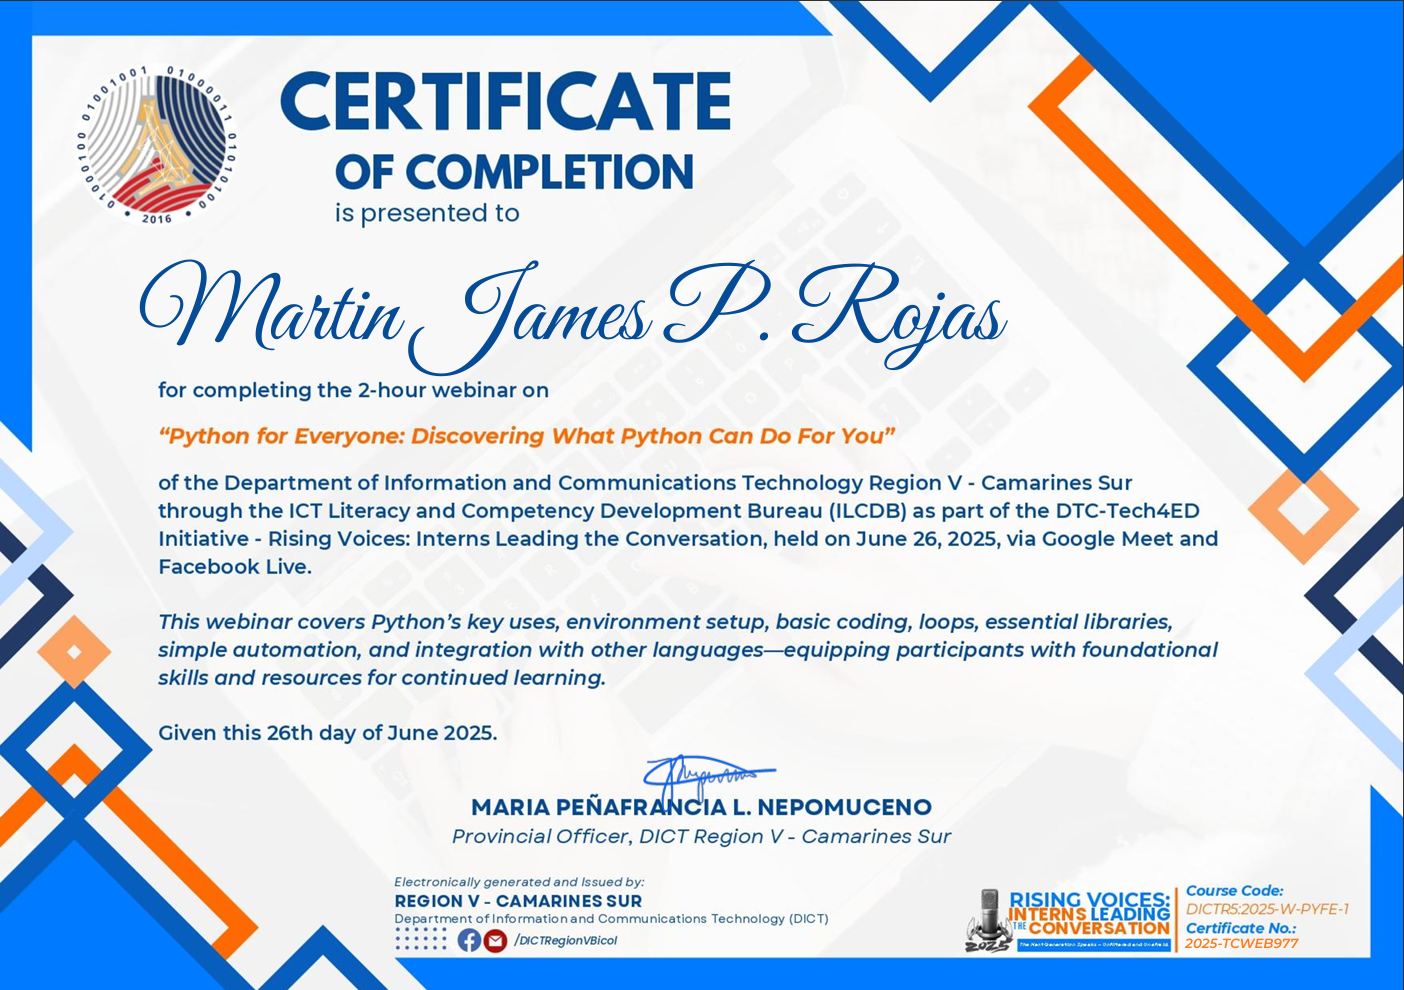 01000100 01001001 01000011 01010100 00
• 2016 •
CERTIFICATE
OF COMPLETION
is presented to
Martin James P. Rojas
for completing the 2-hour webinar on
“Python for Everyone: Discovering What Python Can Do For You”
of the Department of Information and Communications Technology Region V - Camarines Sur
through the ICT Literacy and Competency Development Bureau (ILCDB) as part of the DTC-Tech4ED
Initiative - Rising Voices: Interns Leading the Conversation, held on June 26, 2025, via Google Meet and
Facebook Live.
This webinar covers Python’s key uses, environment setup, basic coding, loops, essential libraries,
simple automation, and integration with other languages—equipping participants with foundational
skills and resources for continued learning.
Given this 26th day of June 2025.
MARIA PEÑAFRANCIA L. NEPOMUCENO
Provincial Officer, DICT Region V - Camarines Sur
Electronically generated and Issued by:
REGION V - CAMARINES SUR
Department of Information and Communications Technology (DICT)
/DICTRegionVBicol
RISING VOICES:
INTERNS LEADING
THE CONVERSATION
2025
The Next Generation Speaks – Unfiltered and Unafraid.
Course Code:
DICTR5:2025-W-PYFE-1
Certificate No.:
2025-TCWEB977